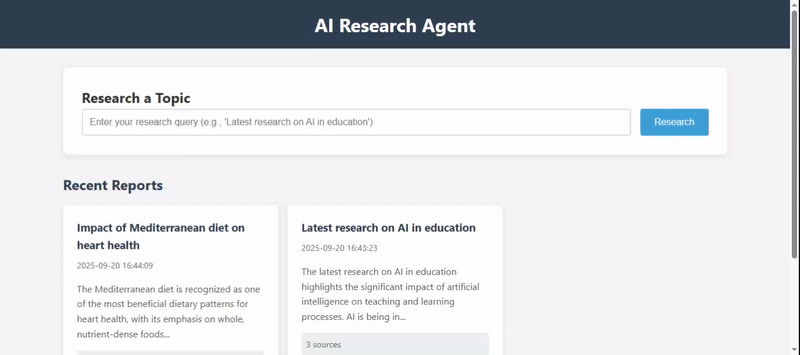 AI Research Agent
Research a Topic
Enter your research query (e.g., 'Latest research on AI in education')
Research
Recent Reports
Impact of Mediterranean diet on
heart health
2025-09-20 16:44:09
The Mediterranean diet is recognized as one
of the most beneficial dietary patterns for
heart health, with its emphasis on whole,
nutrient-dense foods...
Latest research on AI in education
2025-09-20 16:43:23
The latest research on AI in education
highlights the significant impact of artificial
intelligence on teaching and learning
processes. AI is being in...
3 sources